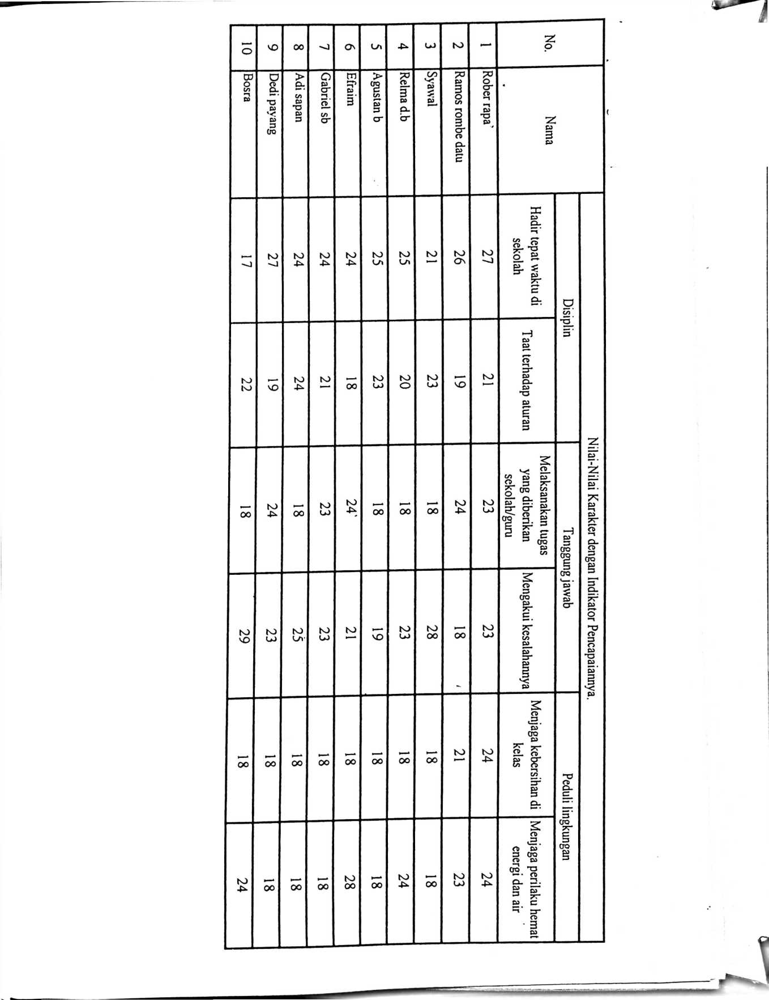 Nilai-Nilai Karakter dengan Indikator Pencapaiannya.
No. Nama Disiplin Tanggung jawab Peduli lingkungan
Hadir tepat waktu di sekolah
Taat terhadap aturan
Melaksanakan tugas yang diberikan sekolah/guru
Mengakui kesalahannya
Menjaga kebersihan di kelas
Menjaga perilaku hemat energi dan air
1 Rober rapa` 27 21 23 23 24 24
2 Ramos rombe datu 26 19 24 18 21 23
3 Syawal 21 23 18 28 18 18
4 Relma d.b 25 20 18 23 18 24
5 Agustan b 25 23 18 19 18 18
6 Efraim 24 18 24` 21 18 28
7 Gabriel sb 24 21 23 23 18 18
8 Adi sapan 24 24 18 25 18 18
9 Dedi payang 27 19 24 23 18 18
10 Bosra 17 22 18 29 18 24